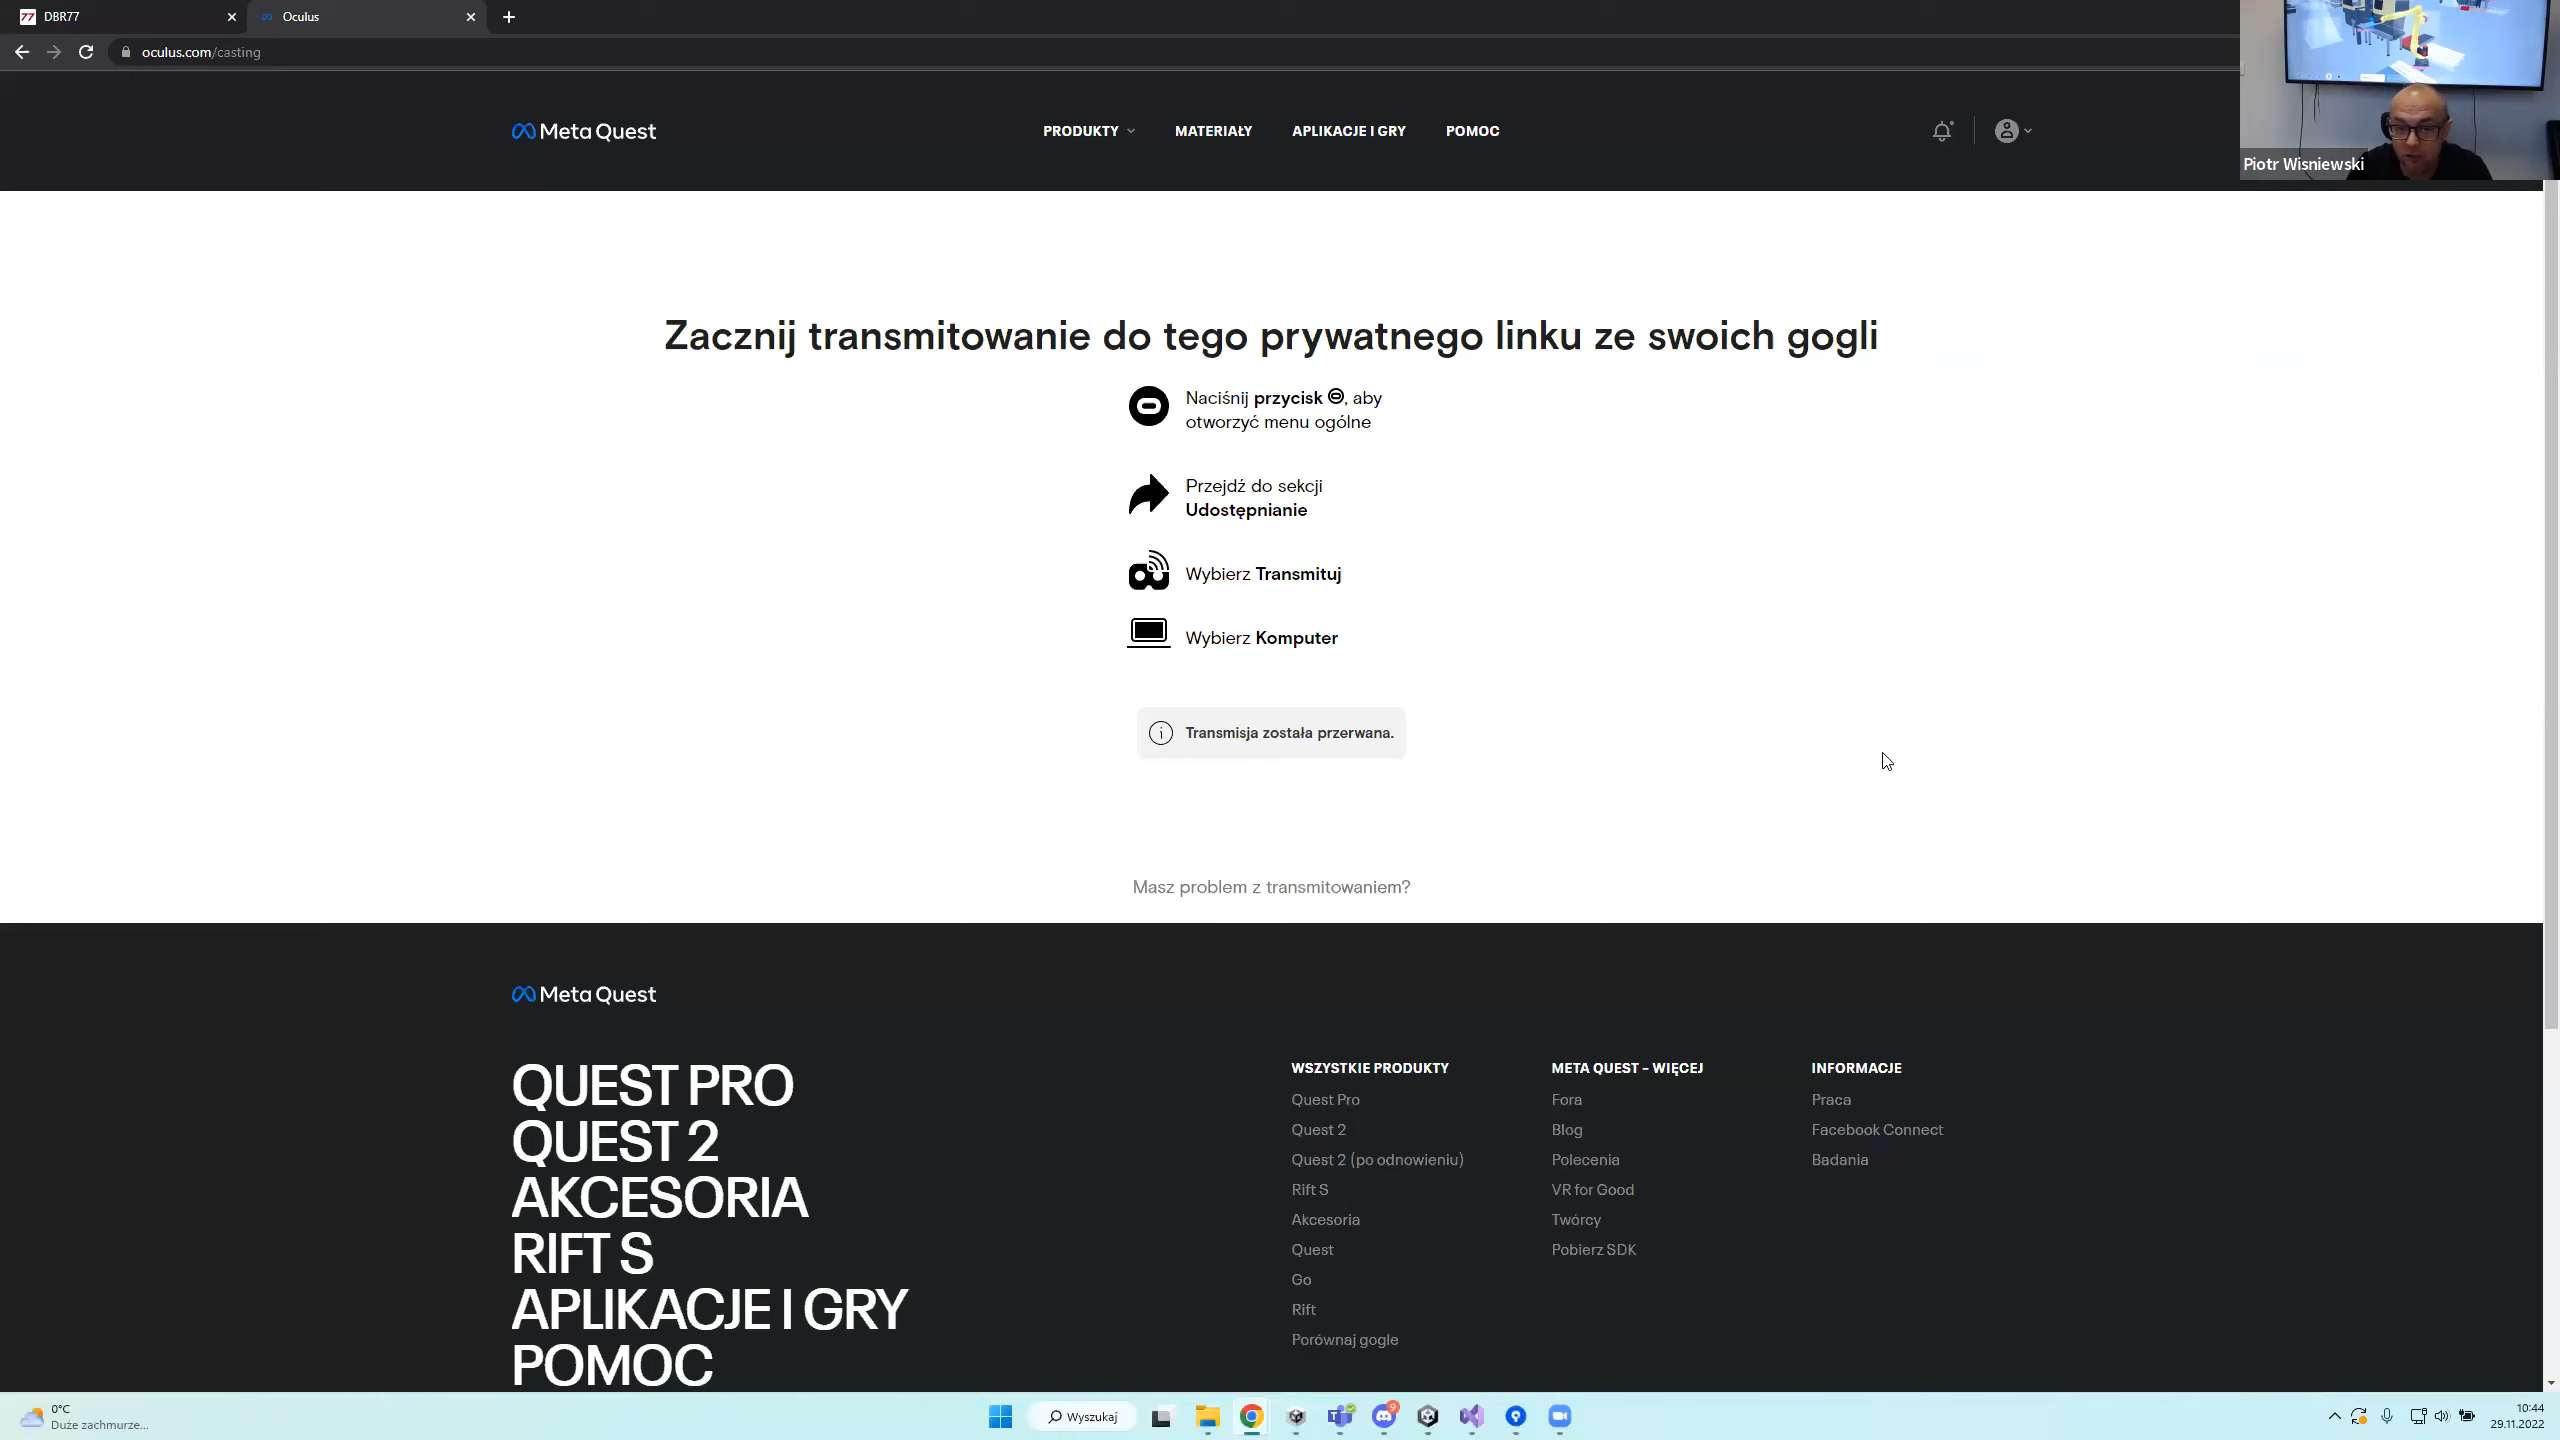 DBR77
Oculus
oculus.com/casting
Meta Quest
PRODUKTY
MATERIAŁY
APLIKACJE I GRY
POMOC
Piotr Wisniewski
Zacznij transmitowanie do tego prywatnego linku ze swoich gogli
Naciśnij przycisk , aby
otworzyć menu ogólne
Przejdź do sekcji
Udostępnianie
Wybierz Transmituj
Wybierz Komputer
Transmisja została przerwana.
Masz problem z transmitowaniem?
Meta Quest
QUEST PRO
QUEST 2
AKCESORIA
RIFT S
APLIKACJE I GRY
POMOC
WSZYSTKIE PRODUKTY
Quest Pro
Quest 2
Quest 2 (po odnowieniu)
Rift S
Akcesoria
Quest
Go
Rift
Porównaj gogle
META QUEST – WIĘCEJ
Fora
Blog
Polecenia
VR for Good
Twórcy
Pobierz SDK
INFORMACJE
Praca
Facebook Connect
Badania
0°C
Duże zachmurze...
Wyszukaj
9
10:44
29.11.2022